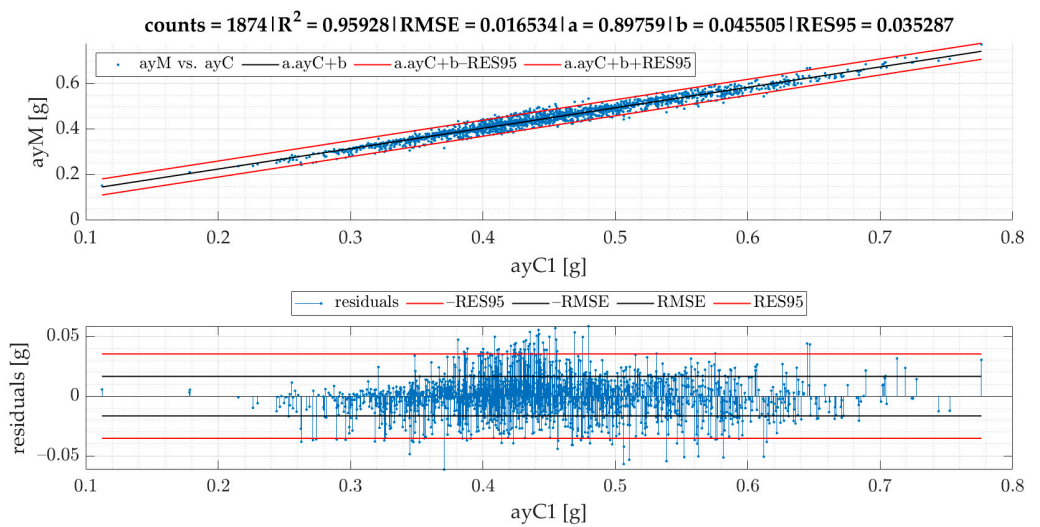 counts = 1874|R² = 0.95928|RMSE = 0.016534|a = 0.89759|b = 0.045505|RES95 = 0.035287
ayM vs. ayC a.ayC+b a.ayC+b–RES95 a.ayC+b+RES95
ayM [g]
0.6
0.4
0.2
0
0.1 0.2 0.3 0.4 0.5 0.6 0.7 0.8
ayC1 [g]
residuals –RES95 –RMSE RMSE RES95
residuals [g]
0.05
0
–0.05
0.1 0.2 0.3 0.4 0.5 0.6 0.7 0.8
ayC1 [g]